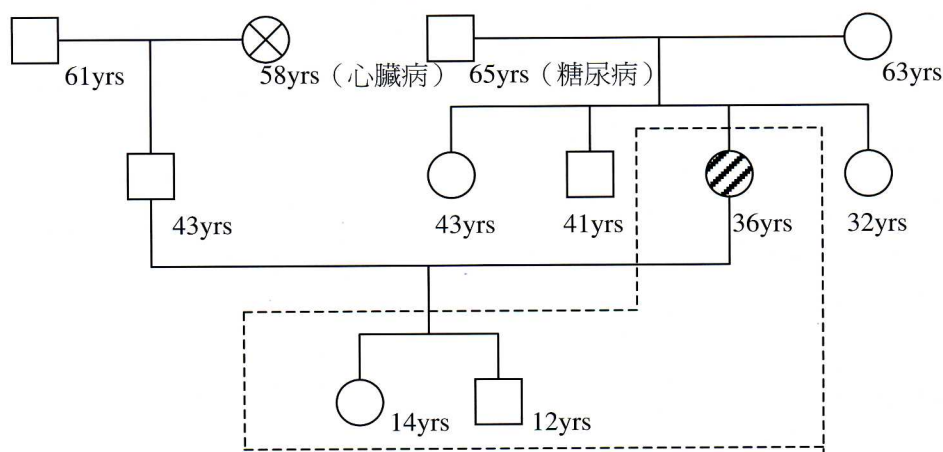 61yrs
58yrs（心臟病）
65yrs（糖尿病）
63yrs
43yrs
43yrs
41yrs
36yrs
32yrs
14yrs
12yrs